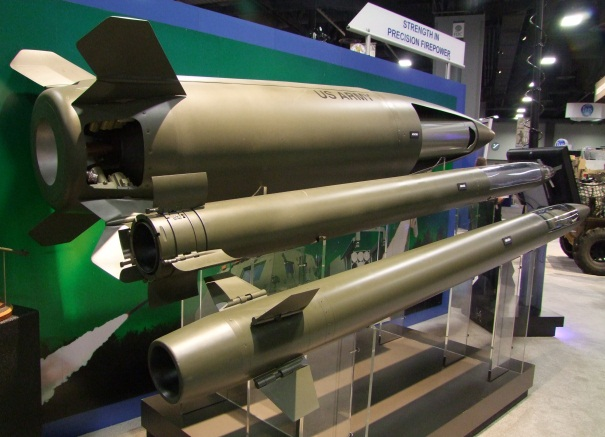 STRENGTH IN
PRECISION FIREPOWER
US ARMY